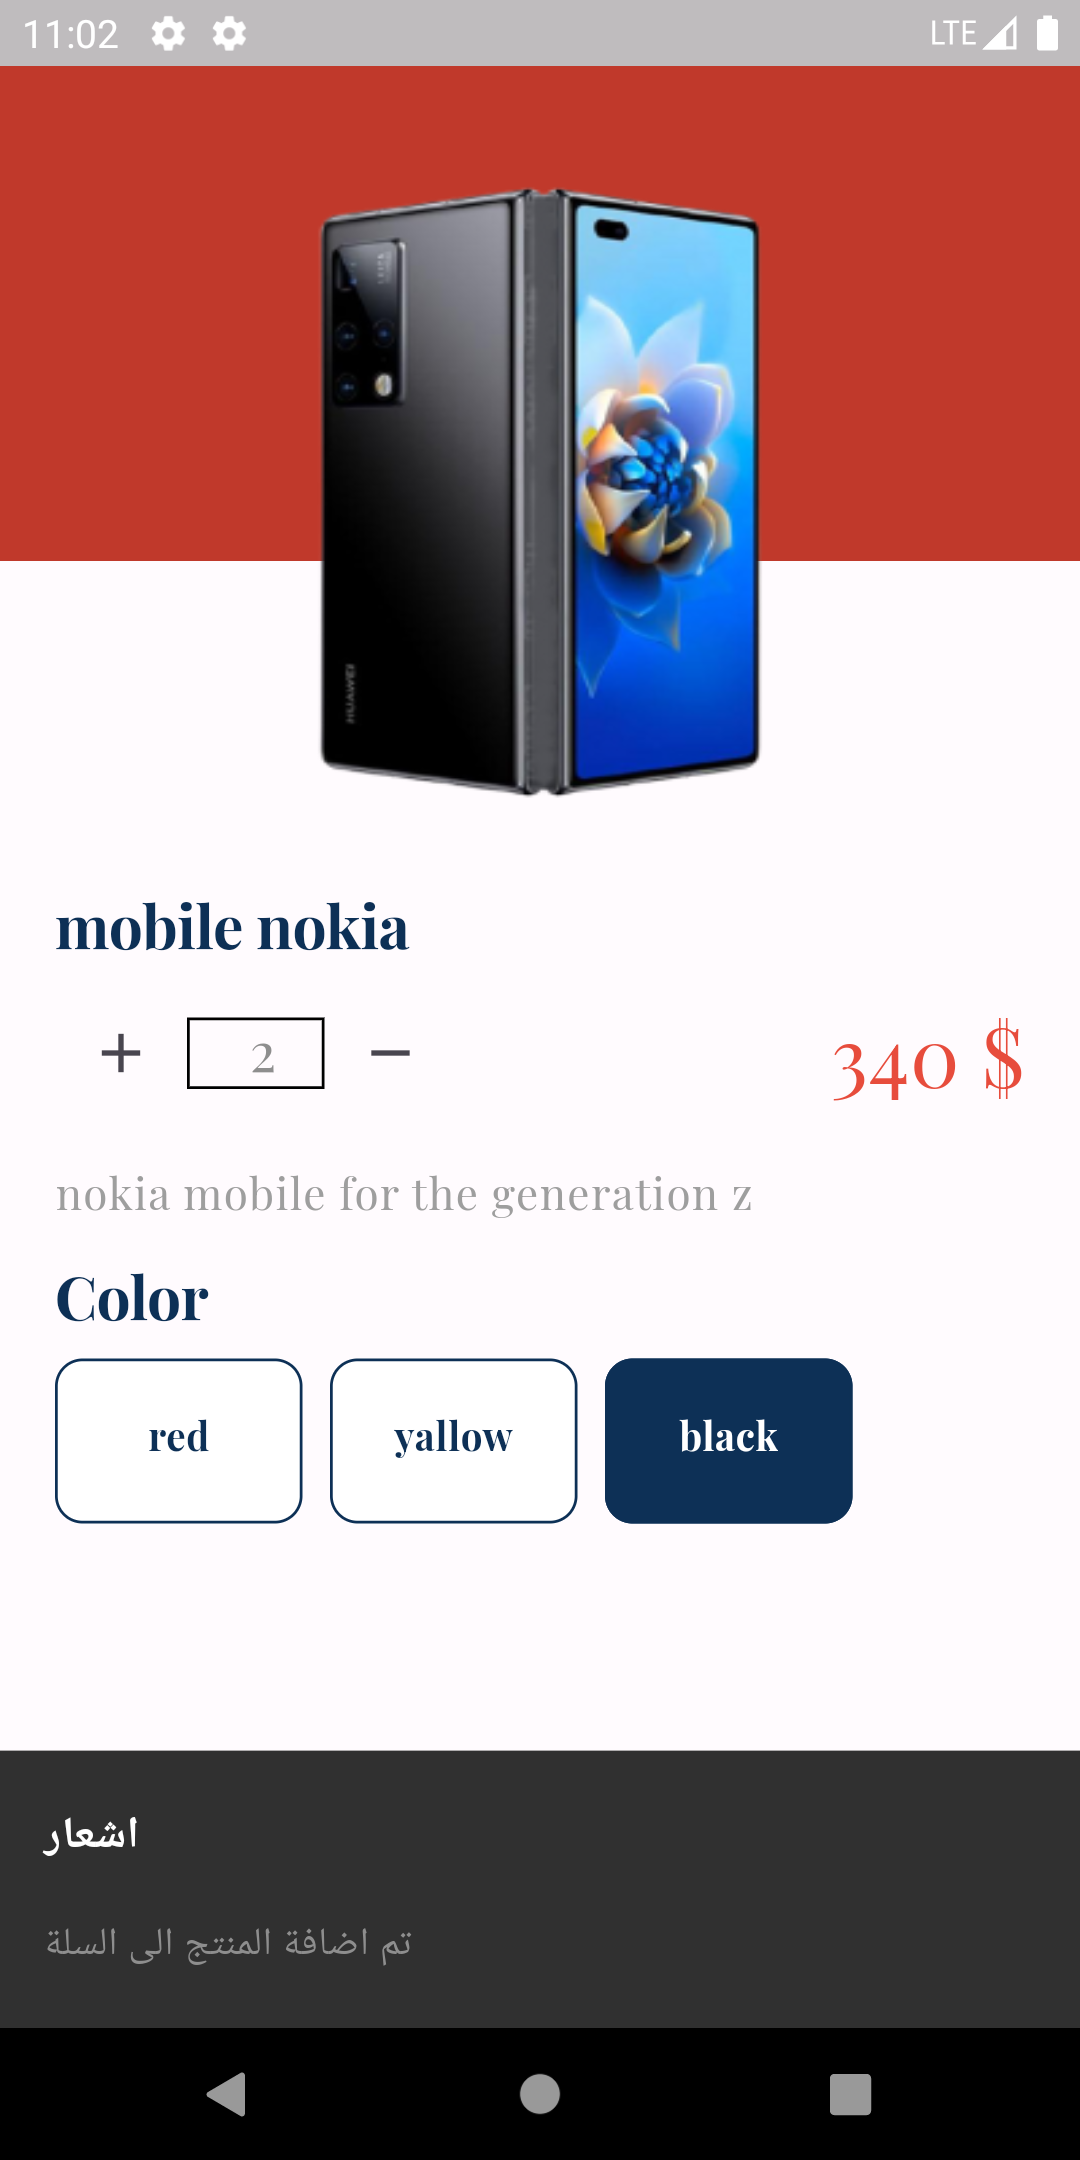 11:02 LTE
HUAWEI
mobile nokia
+ 2 −
340 $
nokia mobile for the generation z
Color
red
yallow
black
اشعار
تم اضافة المنتج الى السلة